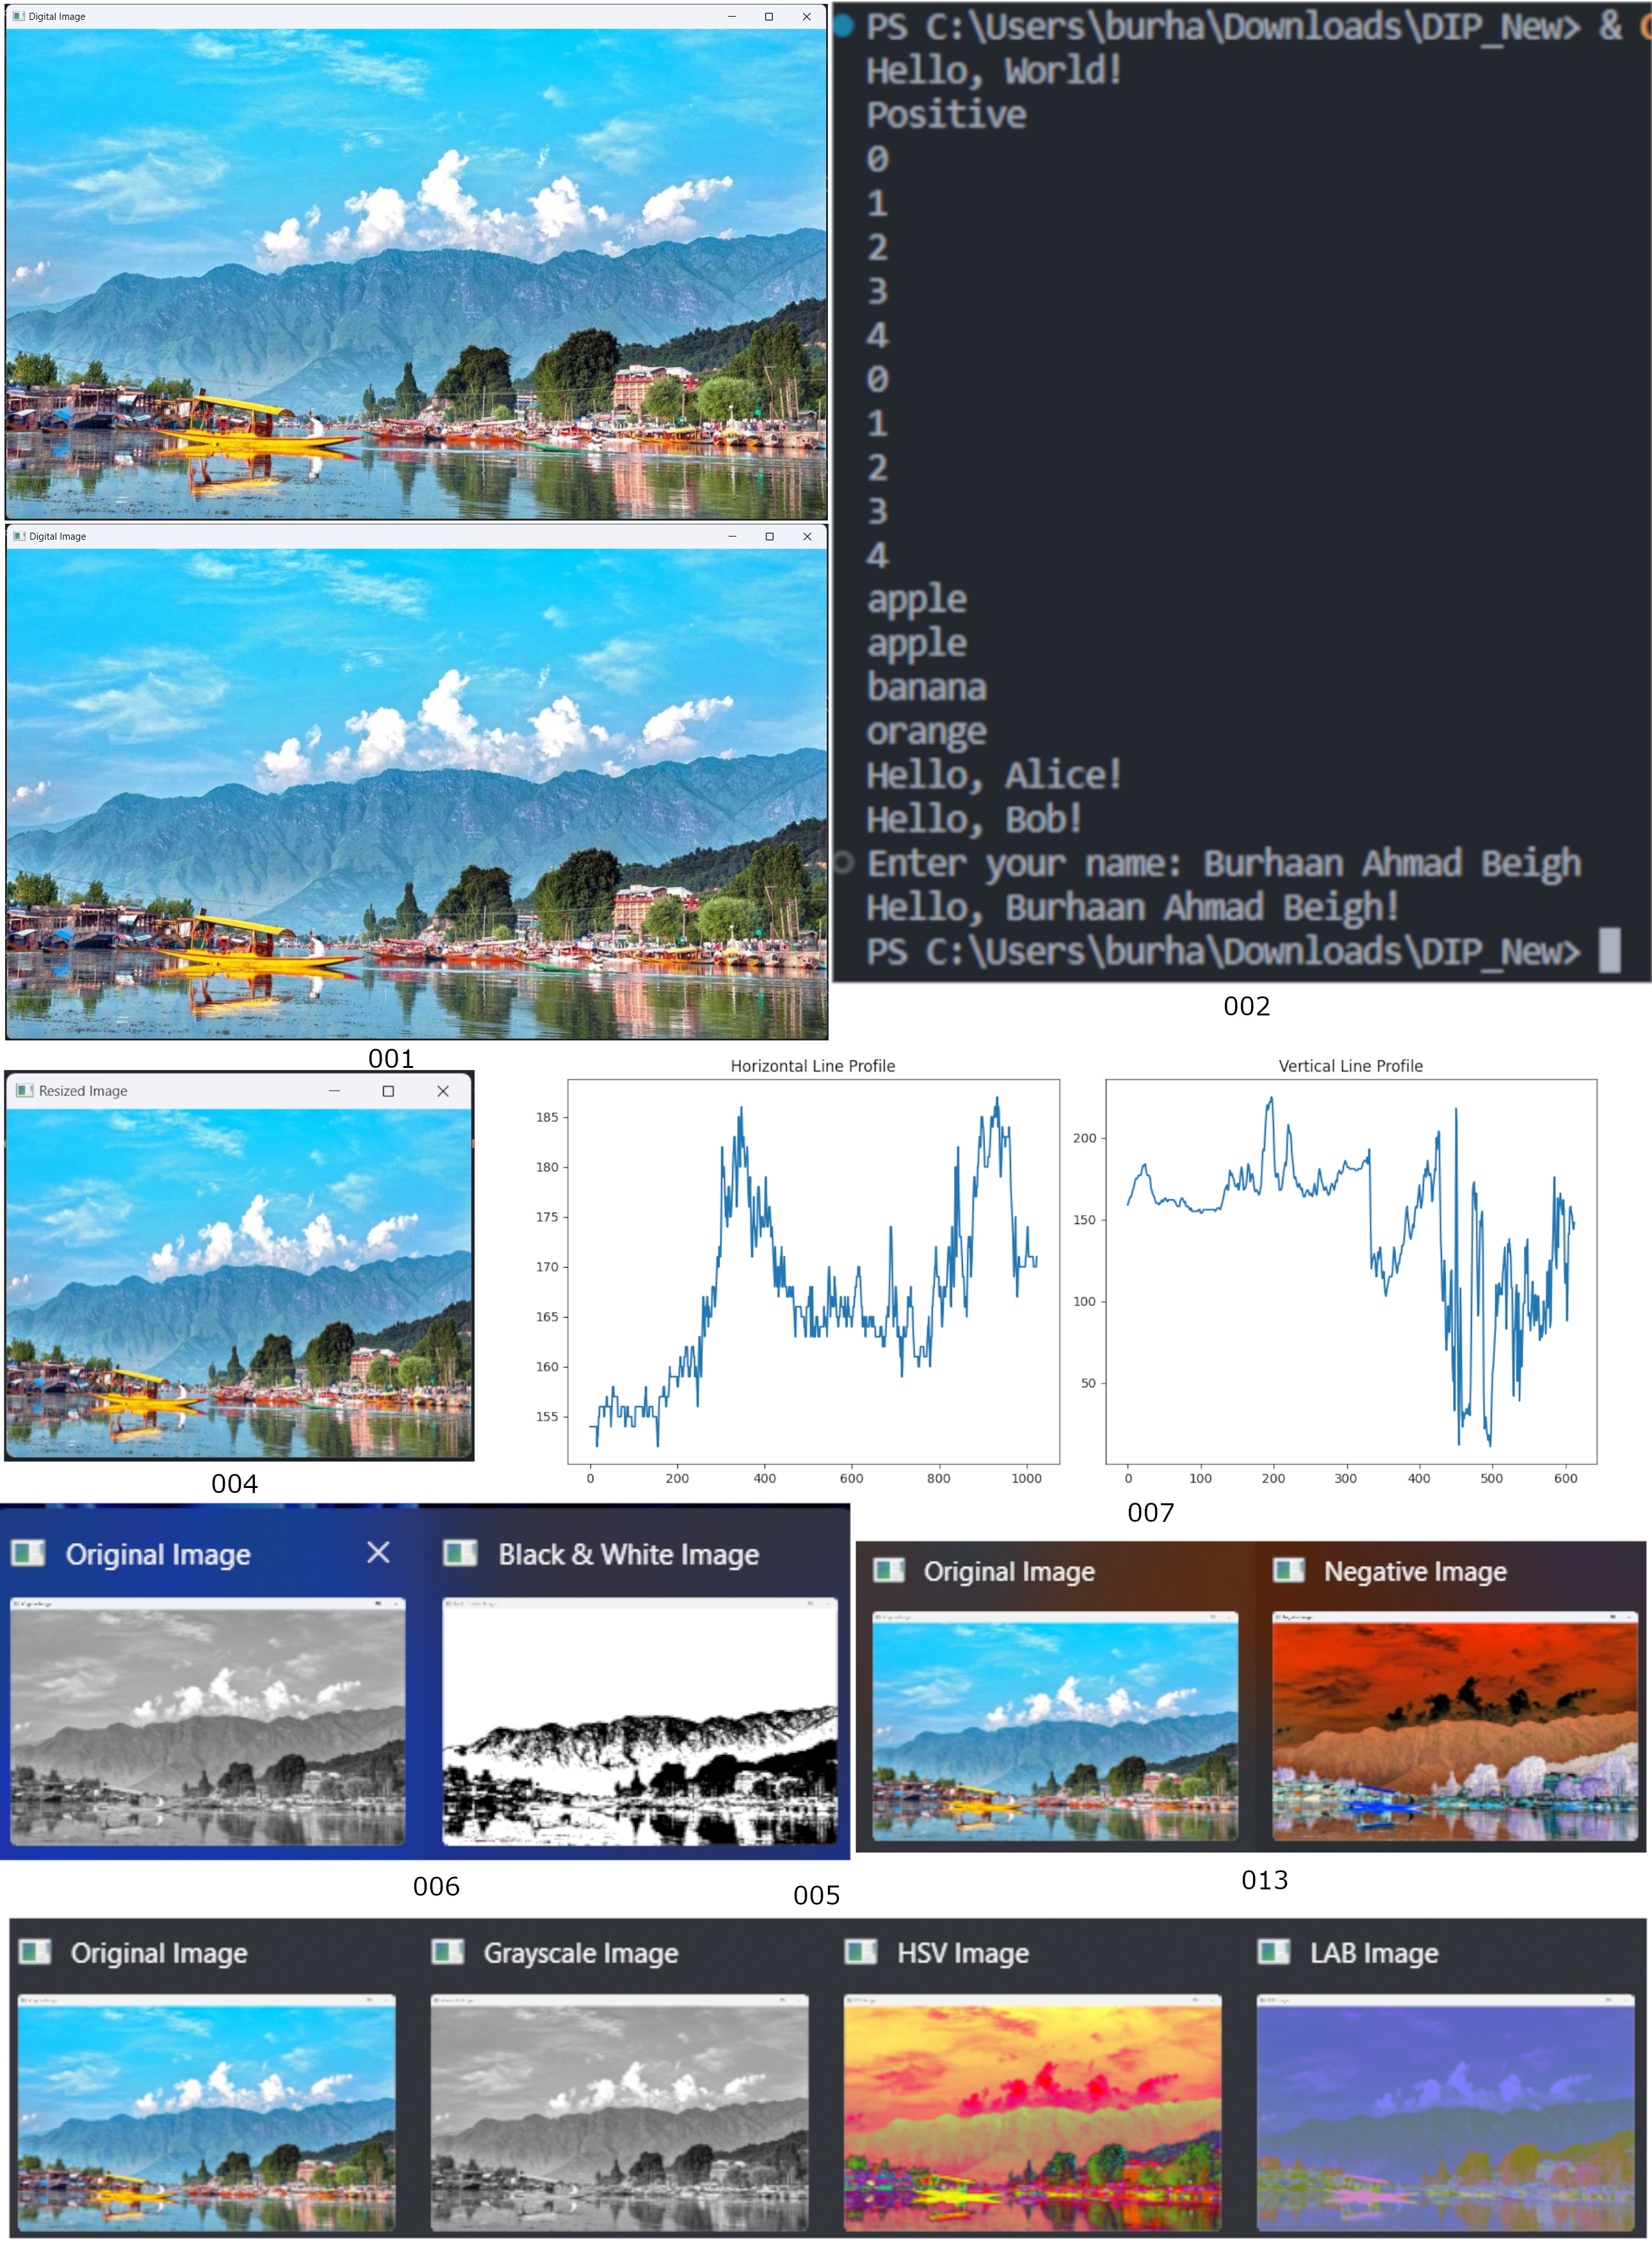 Digital Image
Digital Image
001
PS C:\Users\burha\Downloads\DIP_New> &
Hello, World!
Positive
0
1
2
3
4
0
1
2
3
4
apple
apple
banana
orange
Hello, Alice!
Hello, Bob!
Enter your name: Burhaan Ahmad Beigh
Hello, Burhaan Ahmad Beigh!
PS C:\Users\burha\Downloads\DIP_New>
002
Resized Image
004
Horizontal Line Profile
185
180
175
170
165
160
155
0 200 400 600 800 1000
Vertical Line Profile
200
150
100
50
0 100 200 300 400 500 600
007
Original Image
Black & White Image
006
Original Image
Negative Image
013
005
Original Image
Grayscale Image
HSV Image
LAB Image